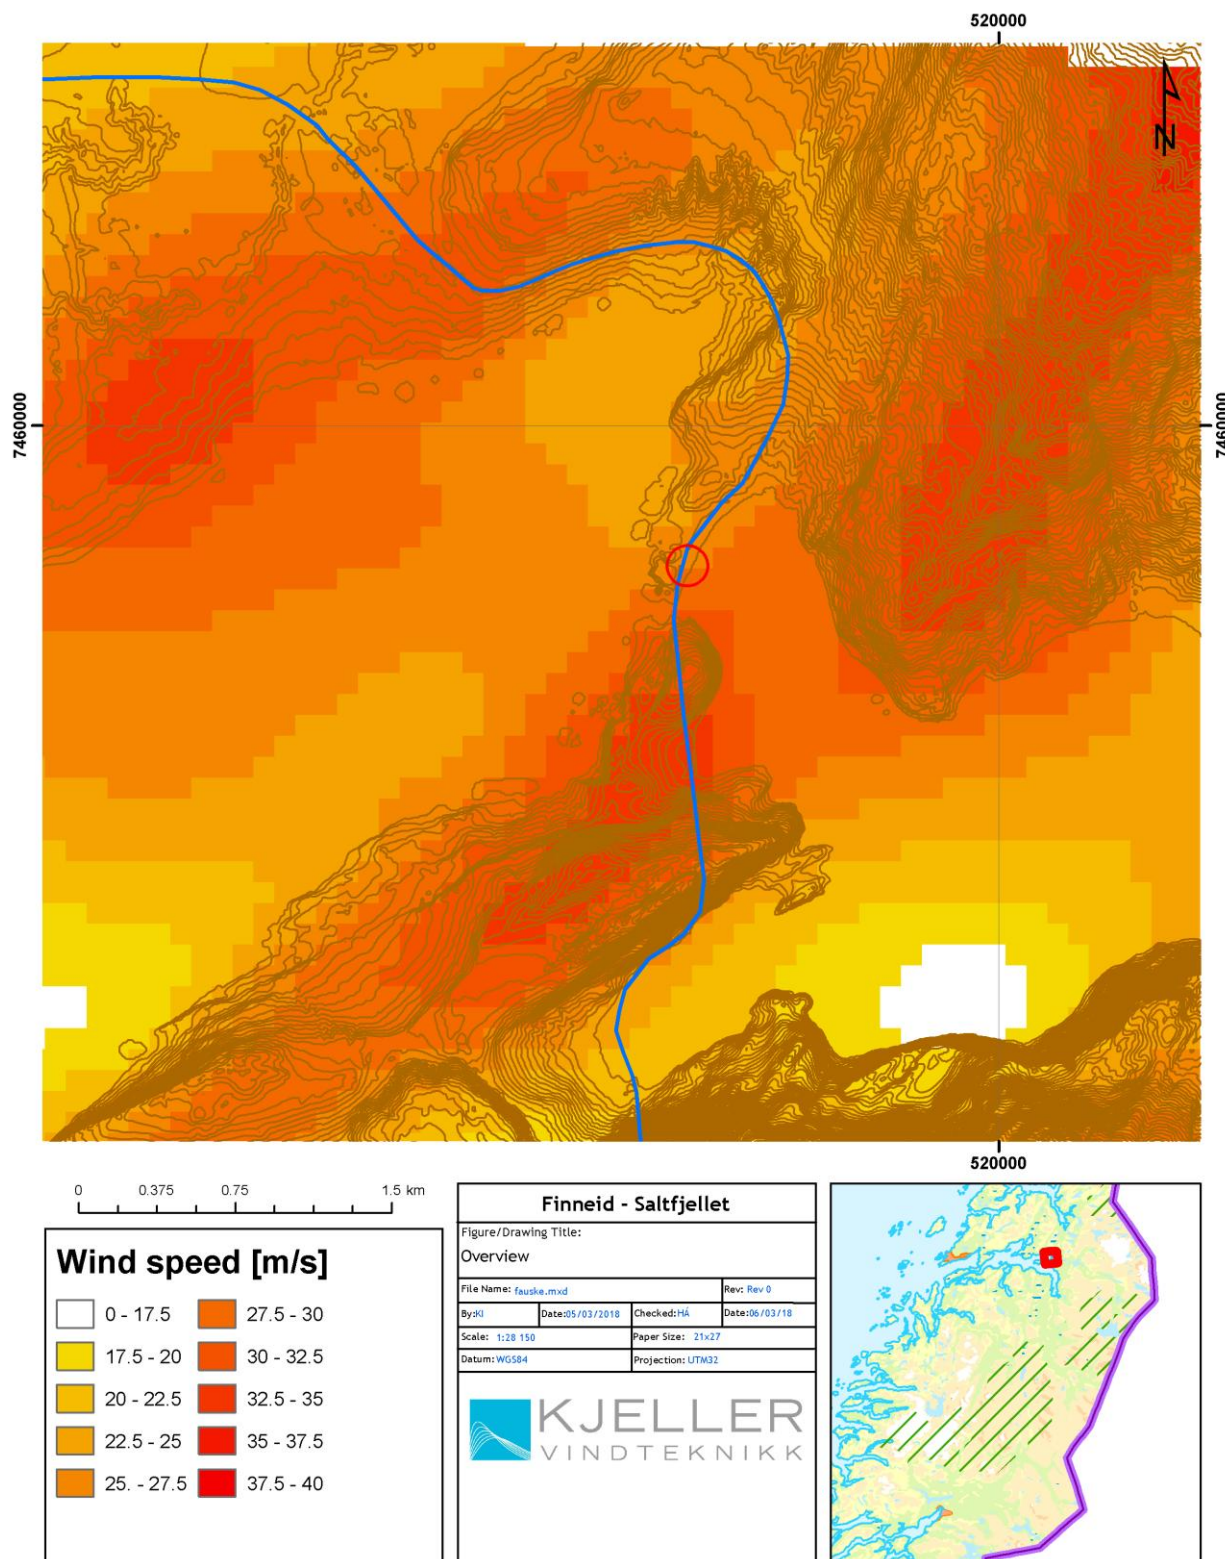 520000
N
7460000
7460000
520000
0 0.375 0.75 1.5 km
Wind speed [m/s]
0 - 17.5
17.5 - 20
20 - 22.5
22.5 - 25
25. - 27.5
27.5 - 30
30 - 32.5
32.5 - 35
35 - 37.5
37.5 - 40
Finneid - Saltfjellet
Figure/Drawing Title:
Overview
File Name: fauske.mxd Rev: Rev 0
By:KI Date:05/03/2018 Checked:HÁ Date:06/03/18
Scale: 1:28 150 Paper Size: 21x27
Datum: WGS84 Projection: UTM32
KJELLER
VINDTEKNIKK